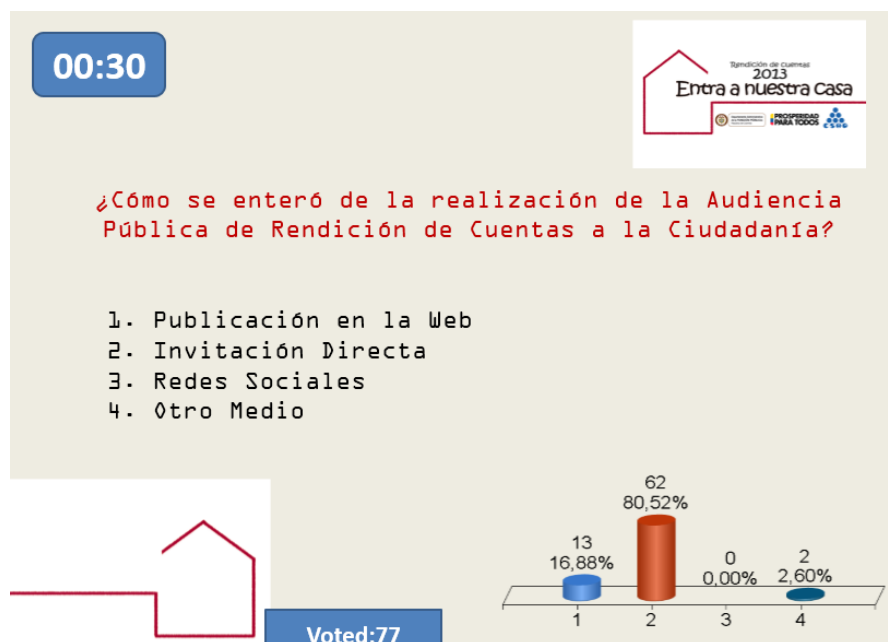 00:30
Rendición de cuentas
2013
Entra a nuestra casa
PROSPERIDAD
PARA TODOS
¿Cómo se enteró de la realización de la Audiencia
Pública de Rendición de Cuentas a la Ciudadanía?
1. Publicación en la Web
2. Invitación Directa
3. Redes Sociales
4. Otro Medio
62
80,52%
13
16,88%
0
0,00%
2
2,60%
1 2 3 4
Voted:77